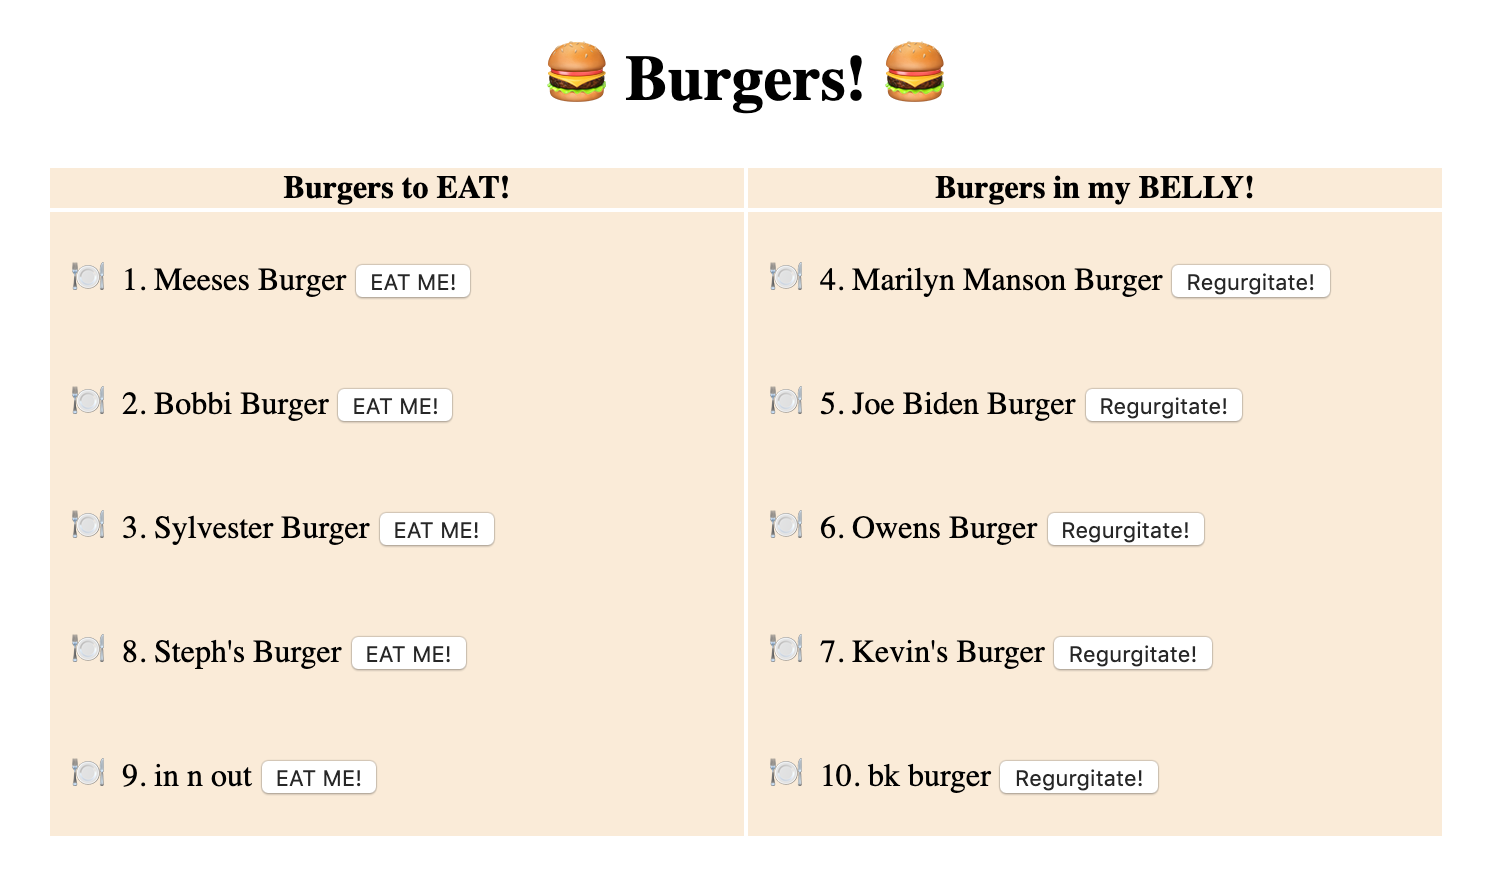 🍔 Burgers! 🍔
Burgers to EAT!
🍽 1. Meeses Burger EAT ME!
🍽 2. Bobbi Burger EAT ME!
🍽 3. Sylvester Burger EAT ME!
🍽 8. Steph's Burger EAT ME!
🍽 9. in n out EAT ME!
Burgers in my BELLY!
🍽 4. Marilyn Manson Burger Regurgitate!
🍽 5. Joe Biden Burger Regurgitate!
🍽 6. Owens Burger Regurgitate!
🍽 7. Kevin's Burger Regurgitate!
🍽 10. bk burger Regurgitate!